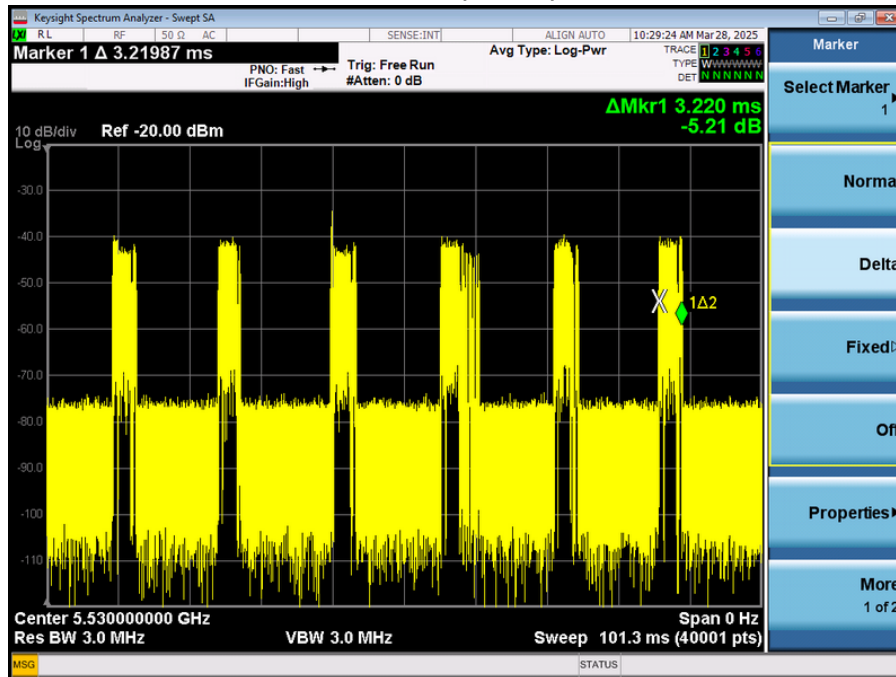 Keysight Spectrum Analyzer - Swept SA
LXI RL RF 50 Ω AC SENSE:INT ALIGN AUTO 10:29:24 AM Mar 28, 2025
Marker 1 Δ 3.21987 ms
PNO: Fast
IFGain:High
Trig: Free Run
#Atten: 0 dB
Avg Type: Log-Pwr
TRACE 1 2 3 4 5 6
TYPE WWWWWW
DET N N N N N N
ΔMkr1 3.220 ms
-5.21 dB
10 dB/div Ref -20.00 dBm
Log
-30.0
-40.0
-50.0
-60.0
-70.0
-80.0
-90.0
-100
-110
1Δ2
Center 5.530000000 GHz Span 0 Hz
Res BW 3.0 MHz VBW 3.0 MHz Sweep 101.3 ms (40001 pts)
MSG STATUS
Marker
Select Marker
1
Norma
Delta
Fixed
Off
Properties
More
1 of 2